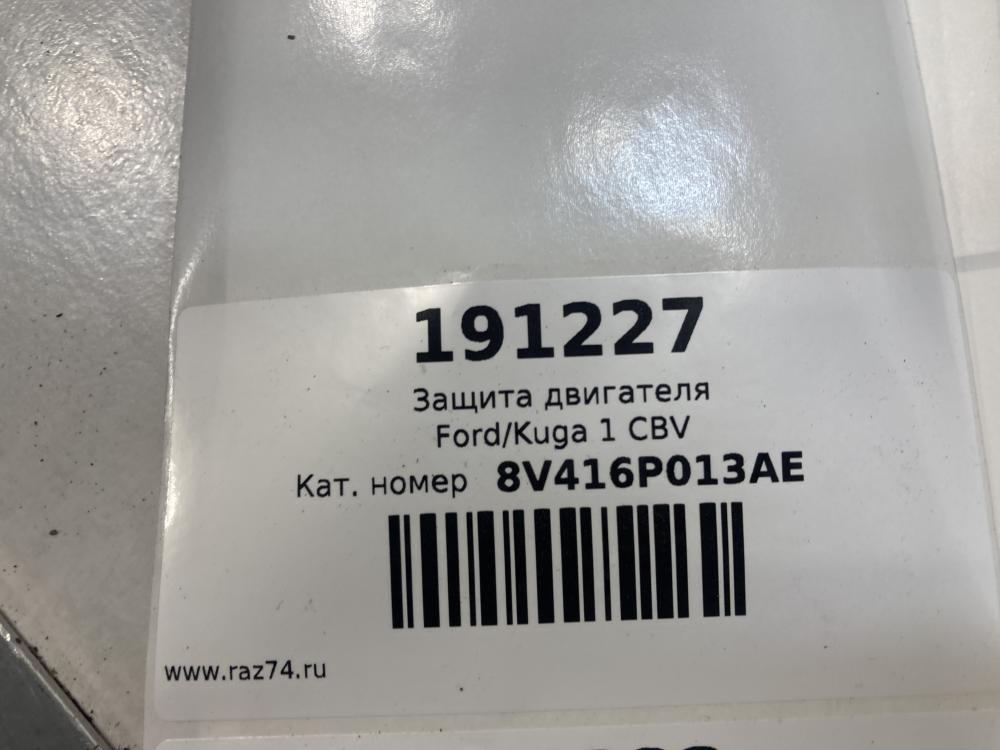 191227
Защита двигателя
Ford/Kuga 1 CBV
Кат. номер 8V416P013AE
www.raz74.ru